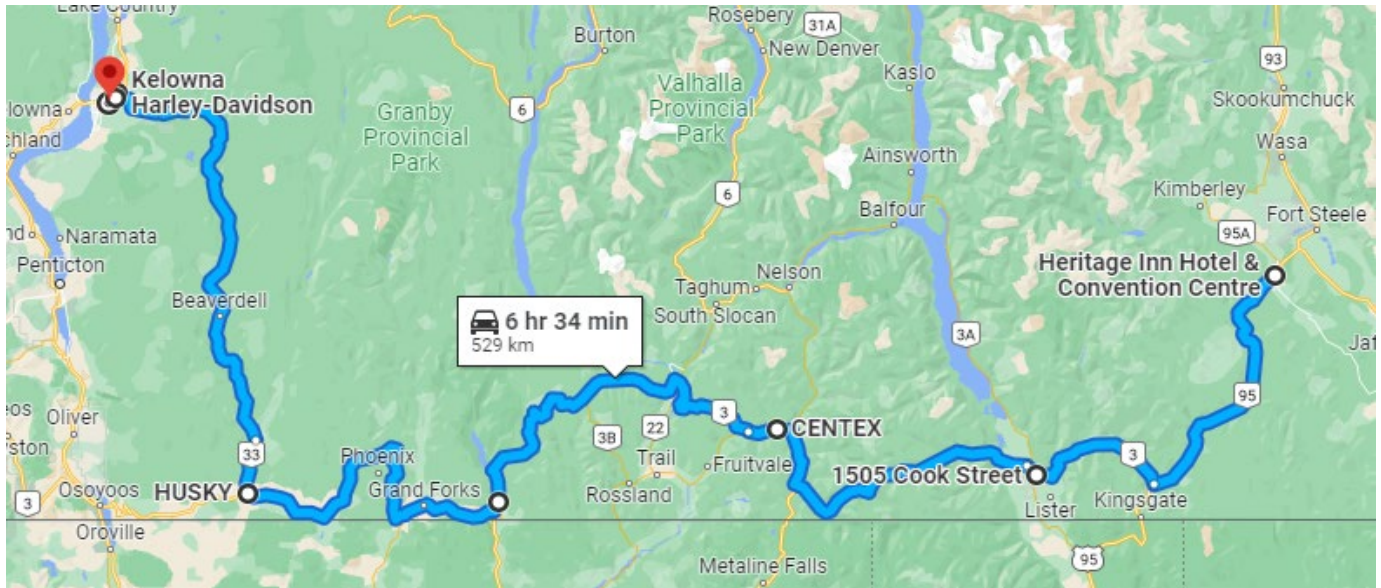 Lake Country
Kelowna
Harley-Davidson
Naramata
Penticton
Beaverdell
Oliver
33
HUSKY
Osoyoos
3
Oroville
Granby
Provincial
Park
Burton
6
Rosebery
31A
New Denver
Valhalla
Provincial
Park
Kaslo
Ainsworth
6
Balfour
Nelson
Taghum
South Slocan
3A
93
Skookumchuck
Wasa
Kimberley
Fort Steele
95A
Heritage Inn Hotel &
Convention Centre
6 hr 34 min
529 km
Phoenix
Grand Forks
3B
22
Trail
Rossland
3
Fruitvale
CENTEX
1505 Cook Street
Lister
3
Kingsgate
95
Metaline Falls
95